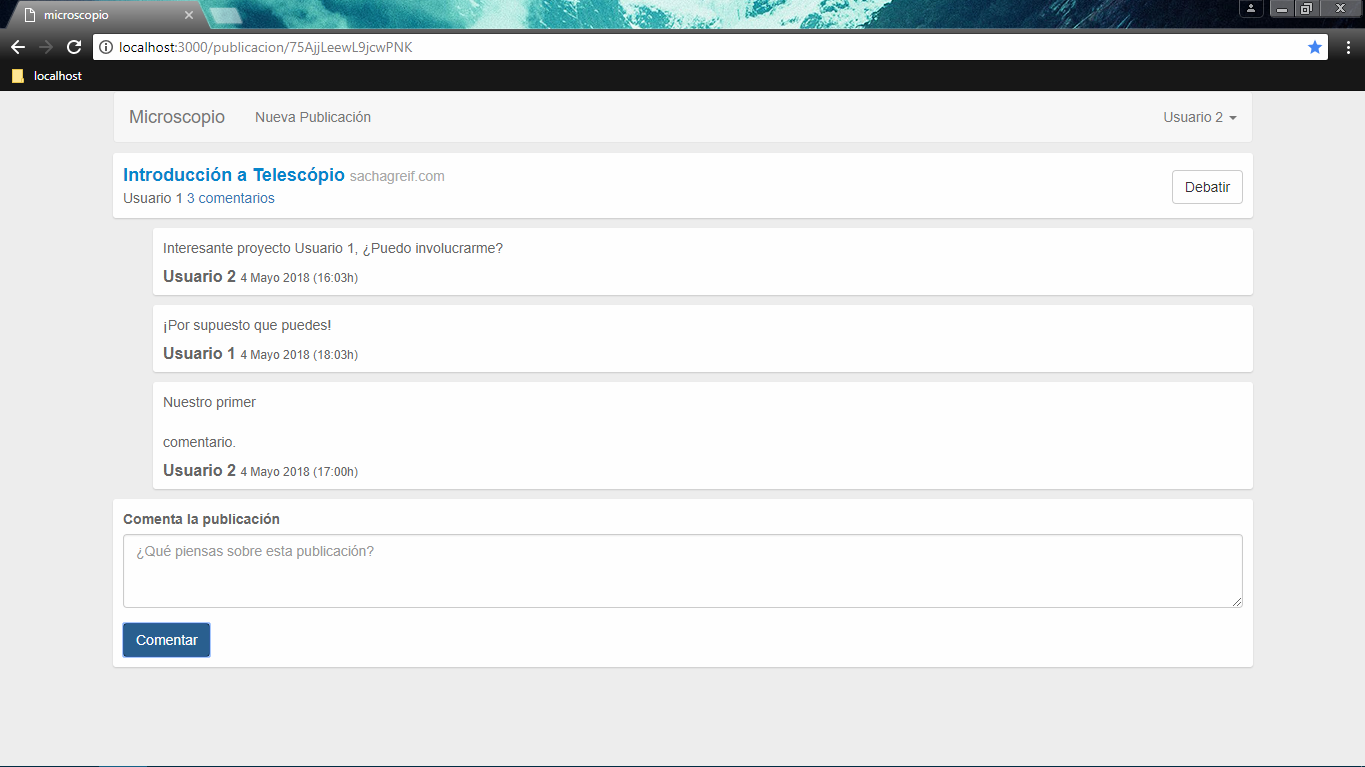 microscopio
localhost:3000/publicacion/75AjjLeewL9jcwPNK
localhost
Microscopio Nueva Publicación Usuario 2
Introducción a Telescópio sachagreif.com
Usuario 1 3 comentarios
Debatir
Interesante proyecto Usuario 1, ¿Puedo involucrarme?
Usuario 2 4 Mayo 2018 (16:03h)
¡Por supuesto que puedes!
Usuario 1 4 Mayo 2018 (18:03h)
Nuestro primer
comentario.
Usuario 2 4 Mayo 2018 (17:00h)
Comenta la publicación
¿Qué piensas sobre esta publicación?
Comentar